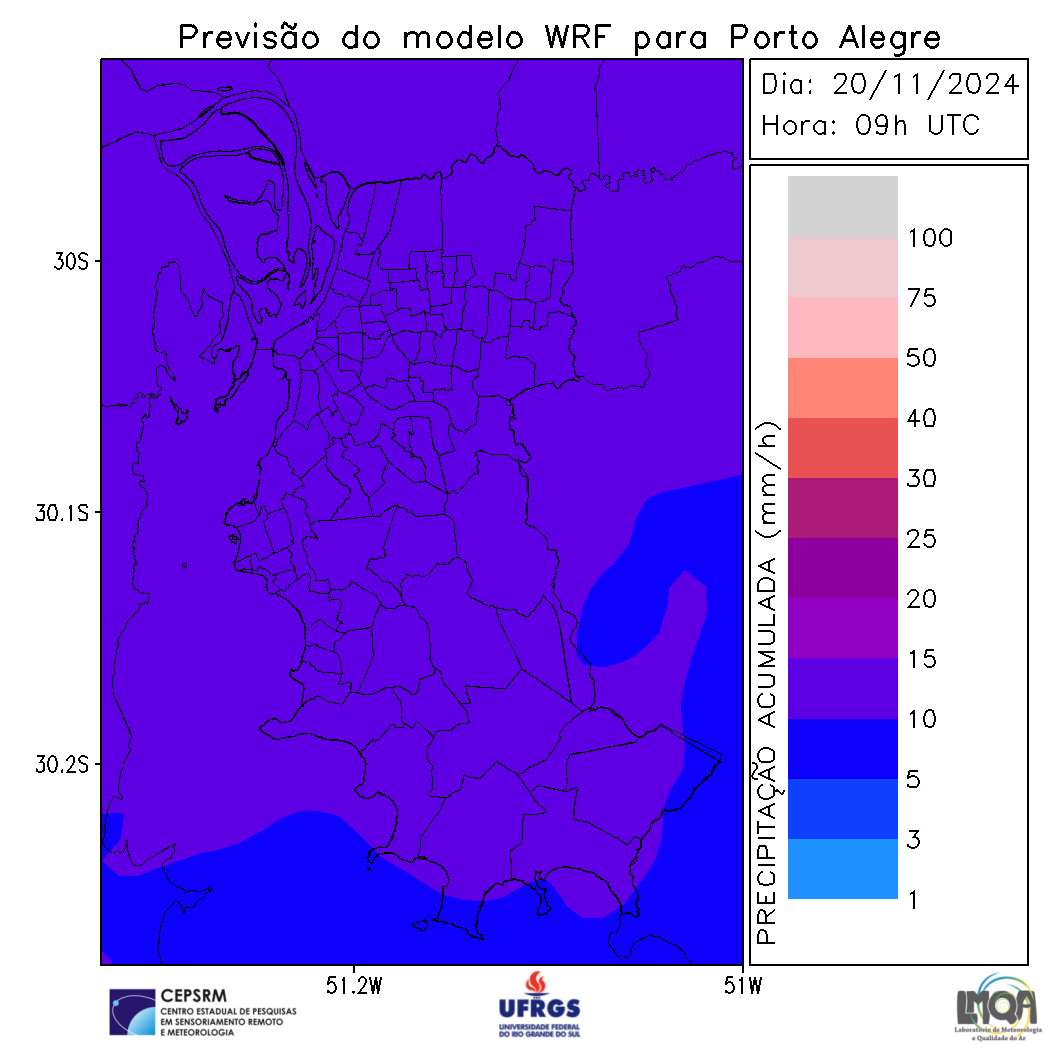 Previsão do modelo WRF para Porto Alegre
Dia: 20/11/2024
Hora: 09h UTC
30S
30.1S
30.2S
51.2W
51W
PRECIPITAÇÃO ACUMULADA (mm/h)
100
75
50
40
30
25
20
15
10
5
3
1
CEPSRM
CENTRO ESTADUAL DE PESQUISAS
EM SENSORIAMENTO REMOTO
E METEOROLOGIA
UFRGS
UNIVERSIDADE FEDERAL
DO RIO GRANDE DO SUL
LMQA
Laboratório de Meteorologia
e Qualidade do Ar